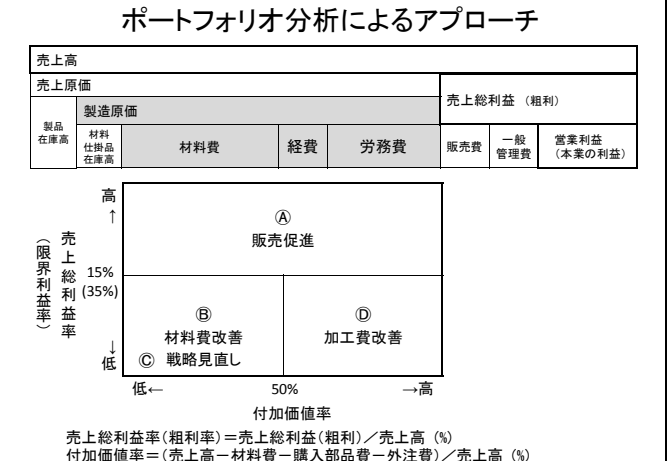 ポートフォリオ分析によるアプローチ
売上高
売上原価
売上総利益 （粗利）
製造原価
製品
在庫高
材料
仕掛品
在庫高
材料費
経費
労務費
販売費
一般
管理費
営業利益
（本業の利益）
高
↑
売上総利益率
（限界利益率）
15%
(35%)
↓
低
Ⓐ
販売促進
Ⓑ
材料費改善
Ⓒ 戦略見直し
Ⓓ
加工費改善
低← 50% →高
付加価値率
売上総利益率(粗利率)＝売上総利益(粗利)／売上高 (%)
付加価値率＝(売上高－材料費－購入部品費－外注費)／売上高 (%)